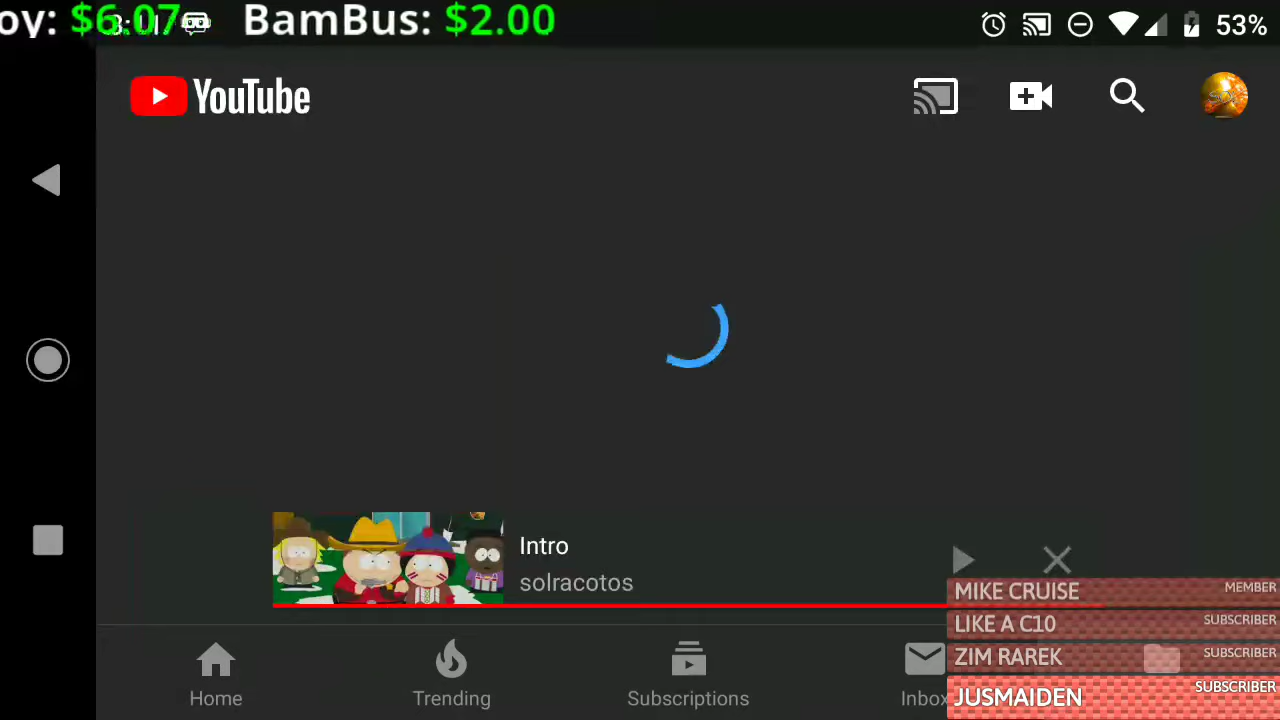 oy: $6.07 BamBus: $2.00
53%
YouTube
Intro
solracotos
MIKE CRUISE MEMBER
LIKE A C10 SUBSCRIBER
ZIM RAREK SUBSCRIBER
JUSMAIDEN SUBSCRIBER
Home Trending Subscriptions Inbox